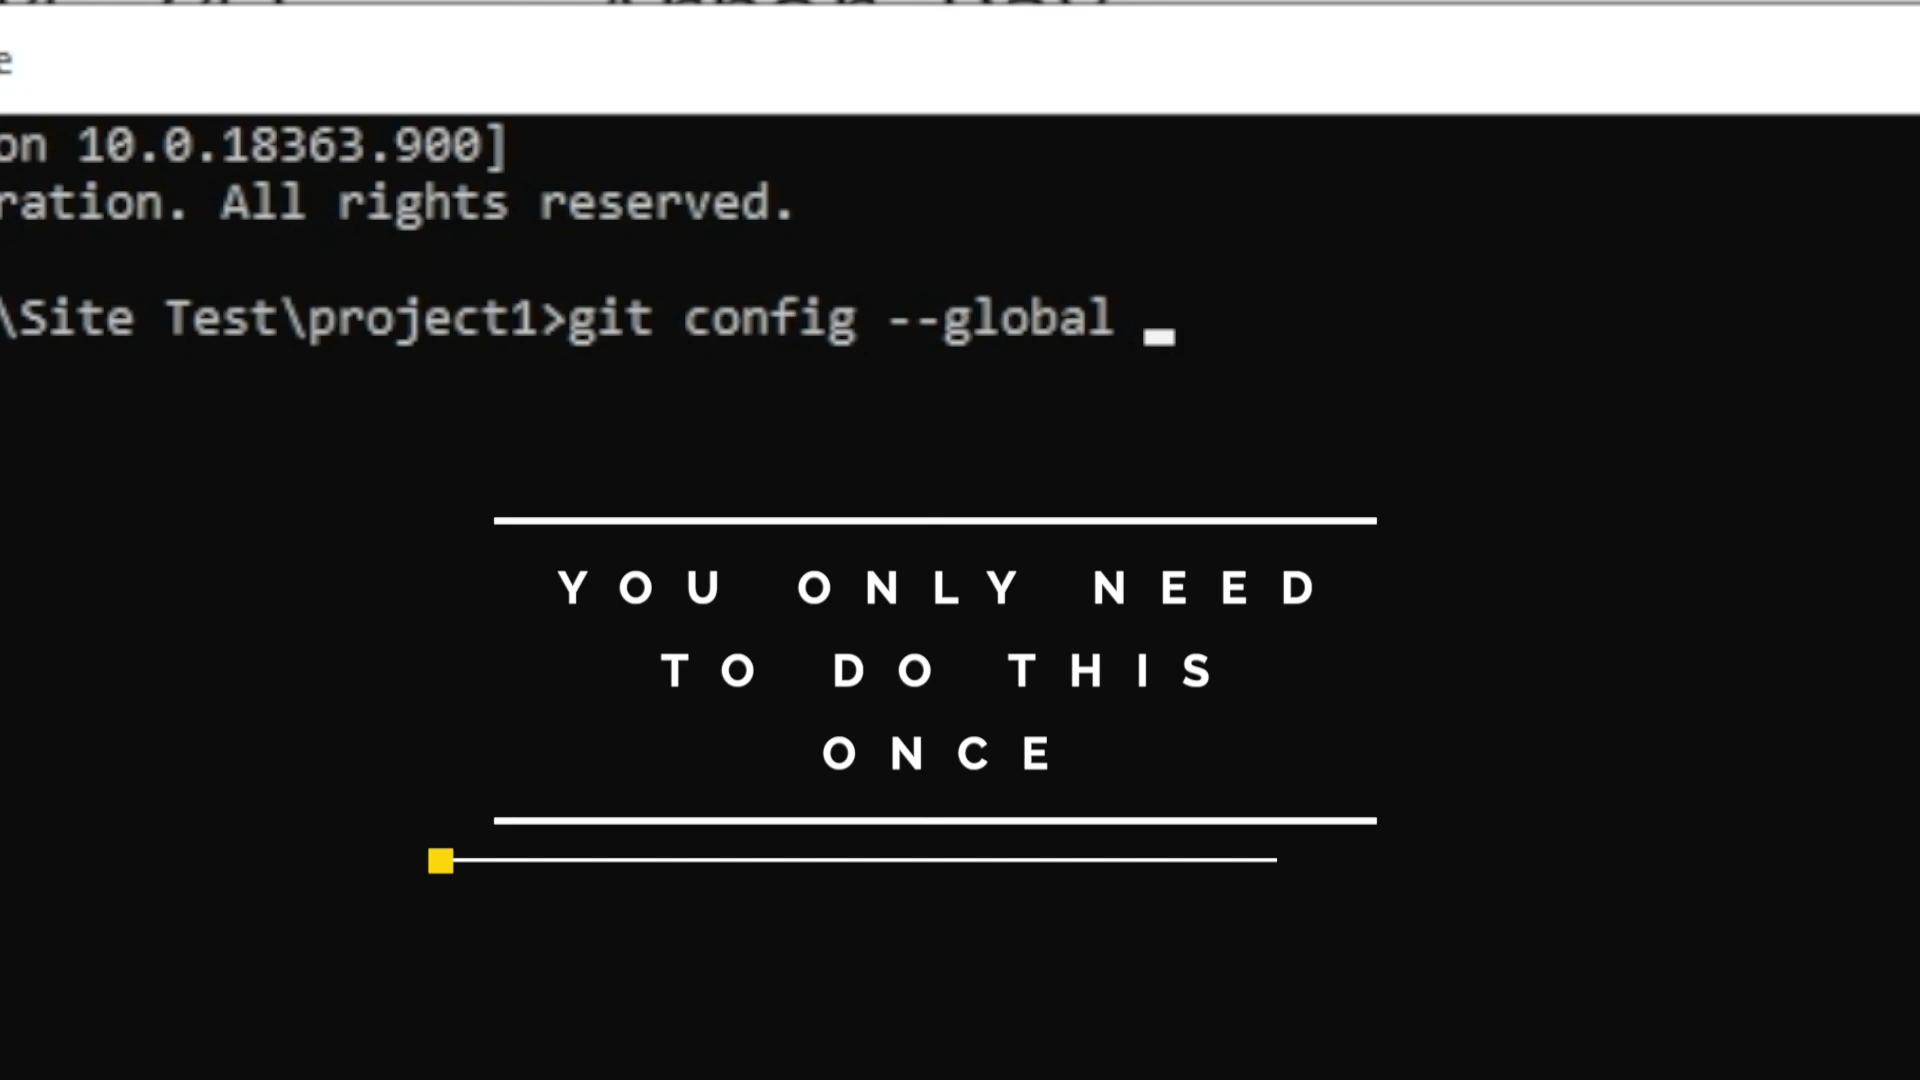 e
on 10.0.18363.900]
ration. All rights reserved.
\Site Test\project1>git config --global
YOU ONLY NEED
TO DO THIS
ONCE